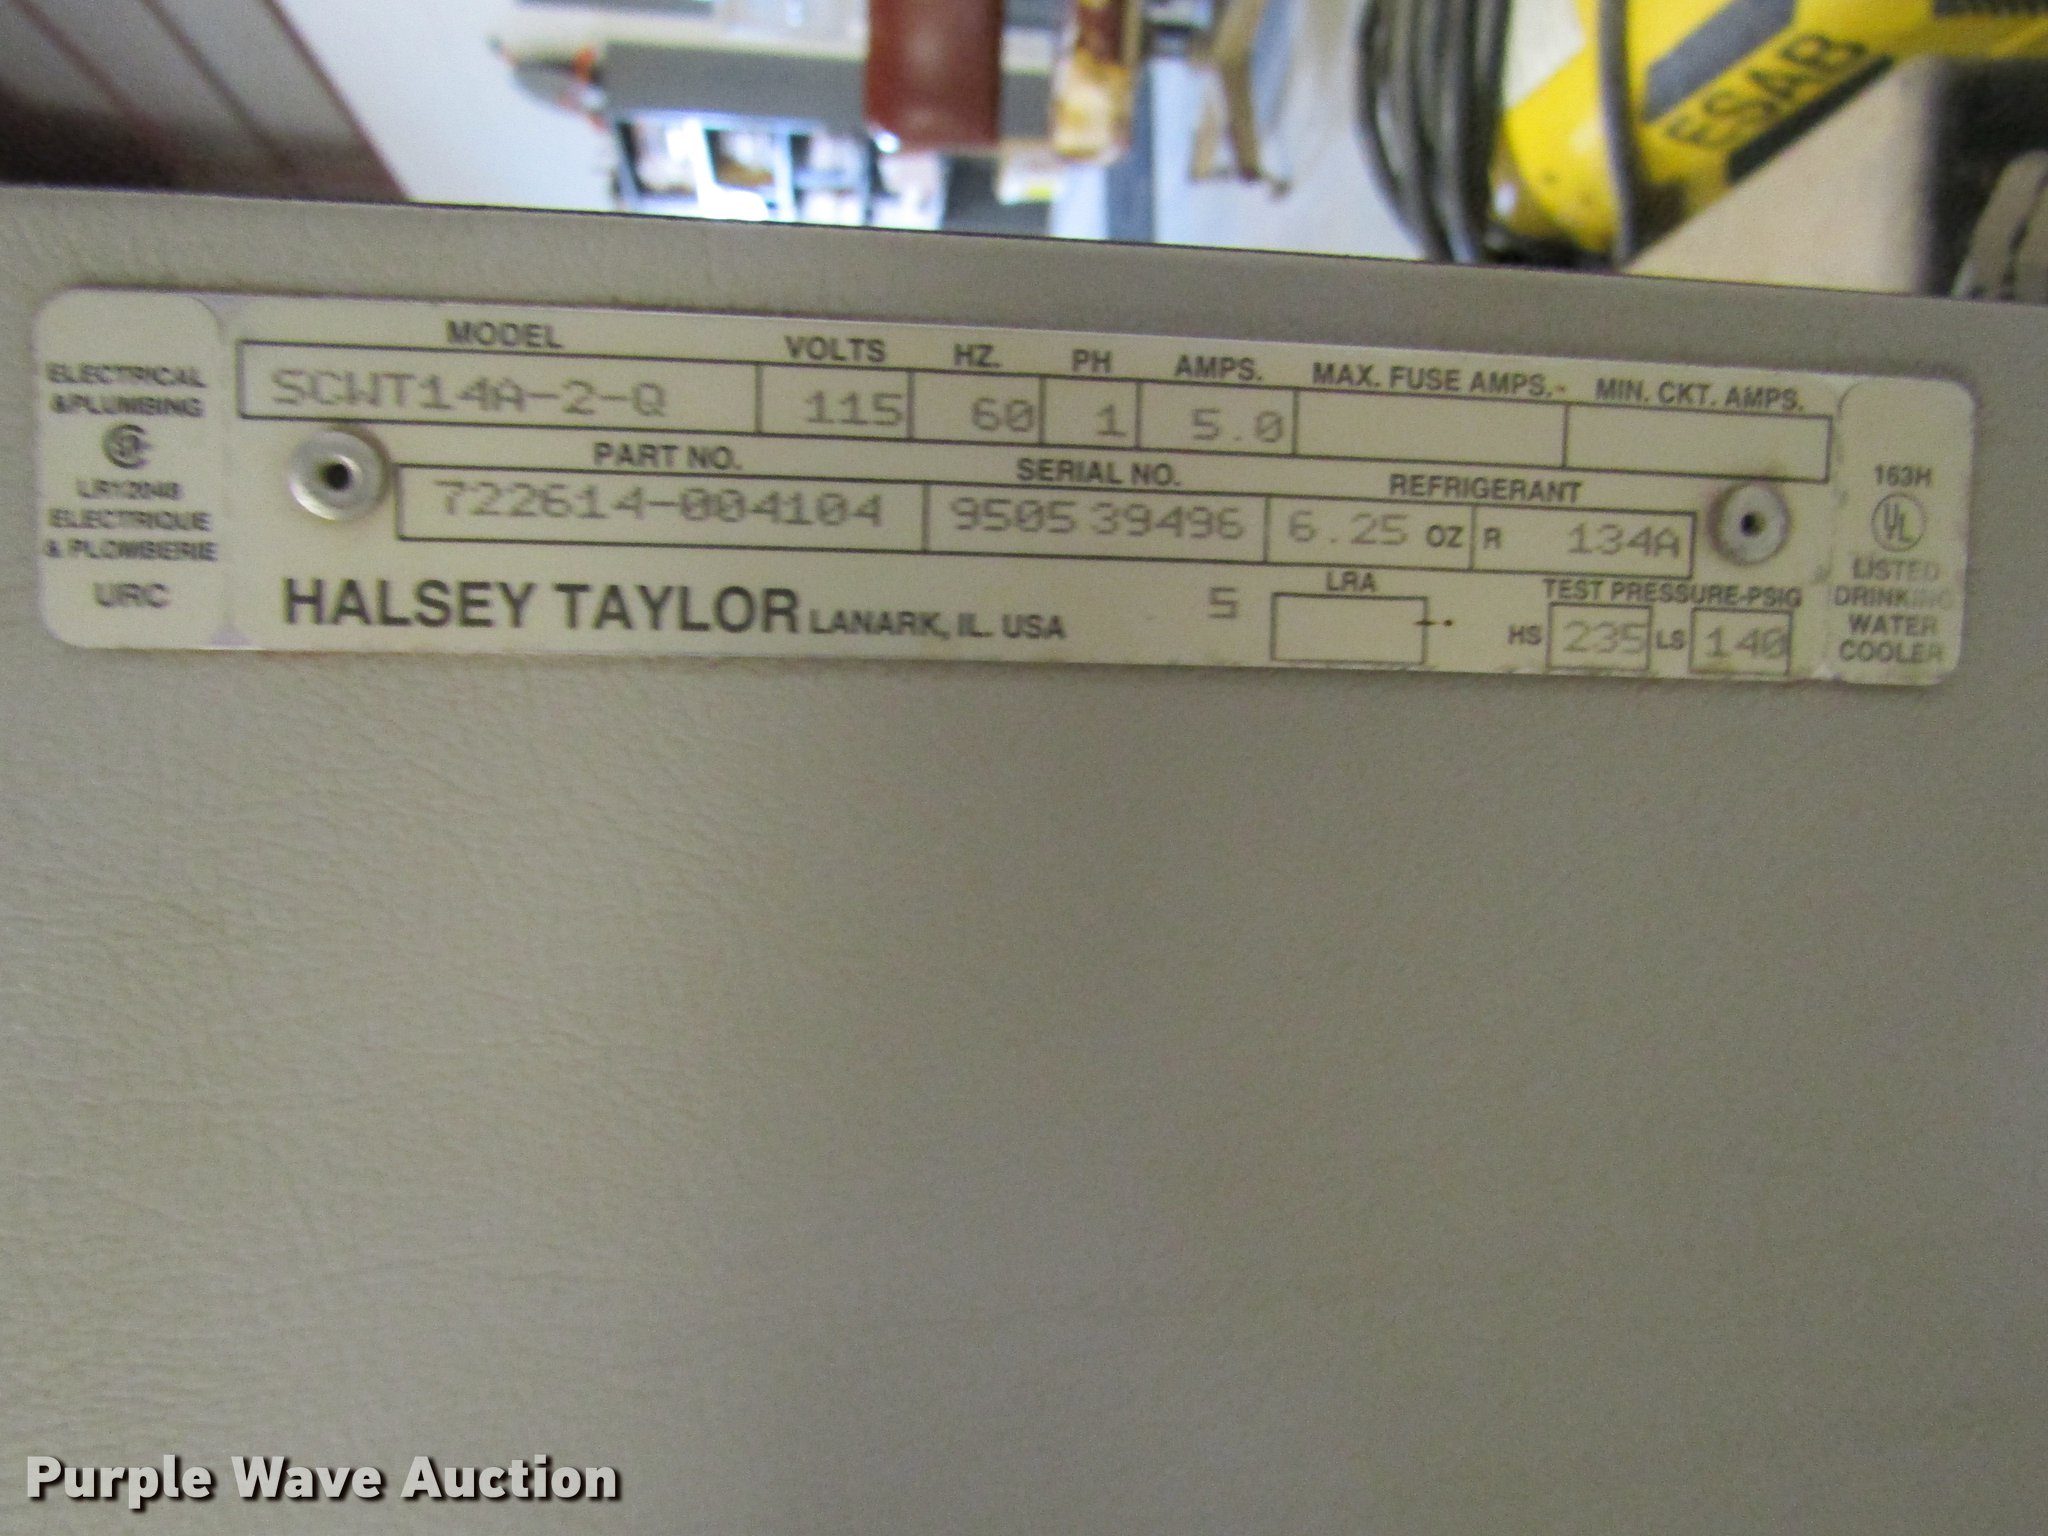 ESAB
MODEL VOLTS HZ. PH AMPS. MAX. FUSE AMPS. MIN. CKT. AMPS.
SCWT14A-2-Q 115 60 1 5.0
PART NO. SERIAL NO. REFRIGERANT
722614-004104 9505 39496 6.25 OZ R 134A
HALSEY TAYLOR LANARK, IL. USA 5 LRA TEST PRESSURE-PSIG
HS 235 LS 140
ELECTRICAL
&PLUMBING
LR12048
ELECTRIQUE
& PLOMBERIE
URC
163H
UL
LISTED
DRINKING
WATER
COOLER
Purple Wave Auction